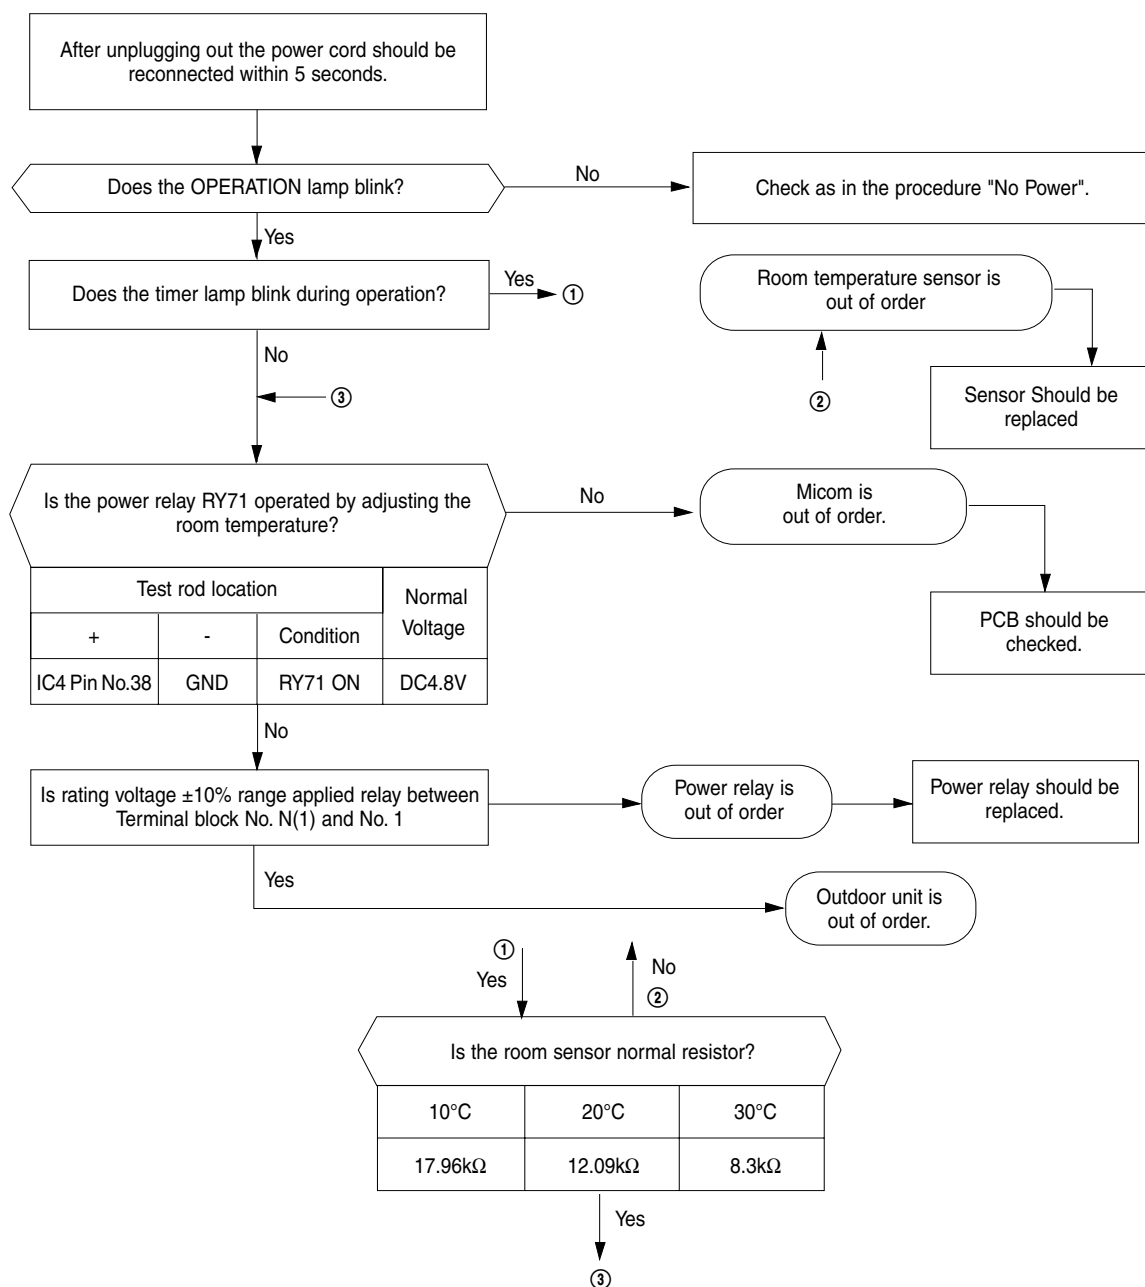 After unplugging out the power cord should be
reconnected within 5 seconds.
Does the OPERATION lamp blink?
No
Check as in the procedure "No Power".
Yes
Does the timer lamp blink during operation?
Yes
①
Room temperature sensor is
out of order
No
③
②
Sensor Should be
replaced
Is the power relay RY71 operated by adjusting the
room temperature?
No
Micom is
out of order.
Test rod location
Normal
Voltage
+
-
Condition
PCB should be
checked.
IC4 Pin No.38
GND
RY71 ON
DC4.8V
No
Is rating voltage ±10% range applied relay between
Terminal block No. N(1) and No. 1
Power relay is
out of order
Power relay should be
replaced.
Yes
Outdoor unit is
out of order.
①
Yes
No
②
Is the room sensor normal resistor?
10°C
20°C
30°C
17.96kΩ
12.09kΩ
8.3kΩ
Yes
③